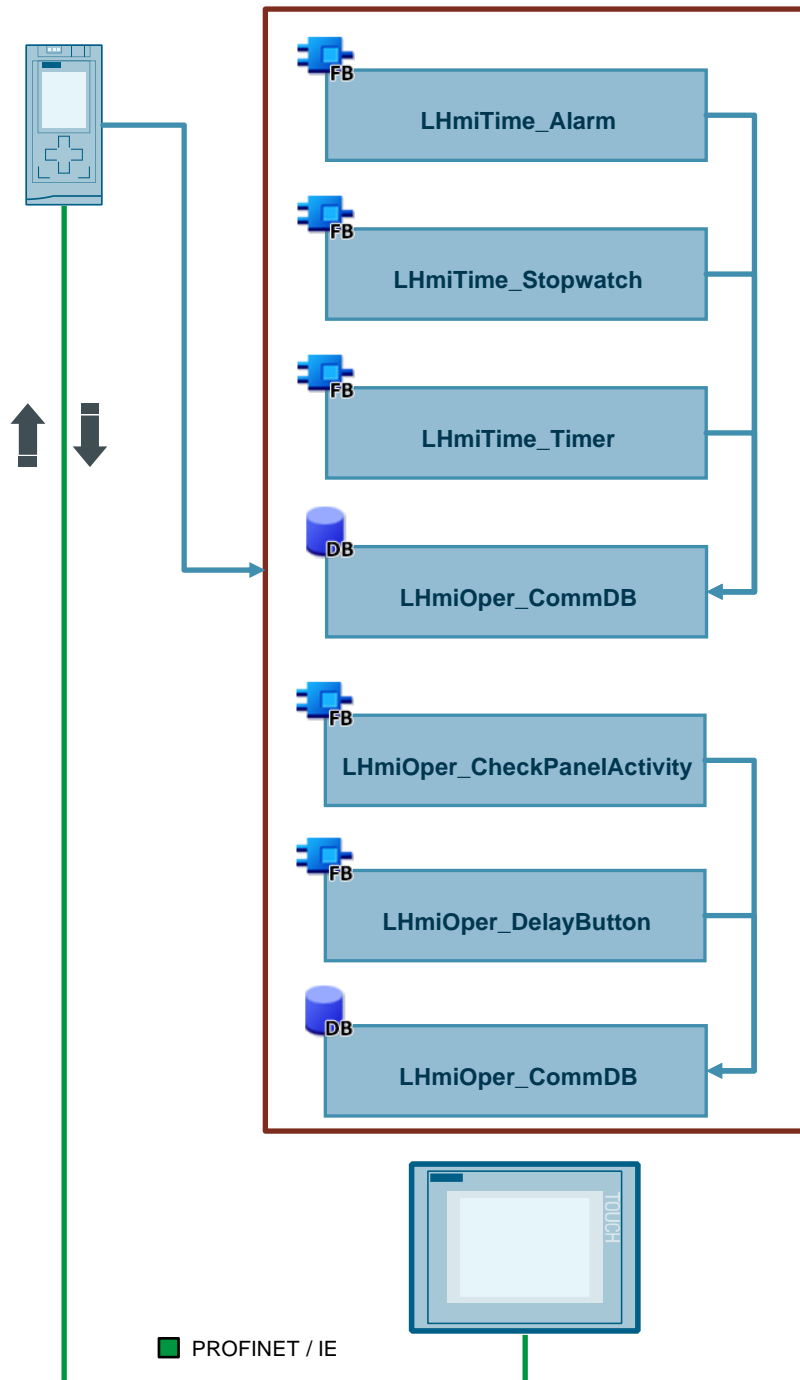 FB
LHmiTime_Alarm
FB
LHmiTime_Stopwatch
FB
LHmiTime_Timer
DB
LHmiOper_CommDB
FB
LHmiOper_CheckPanelActivity
FB
LHmiOper_DelayButton
DB
LHmiOper_CommDB
TOUCH
PROFINET / IE